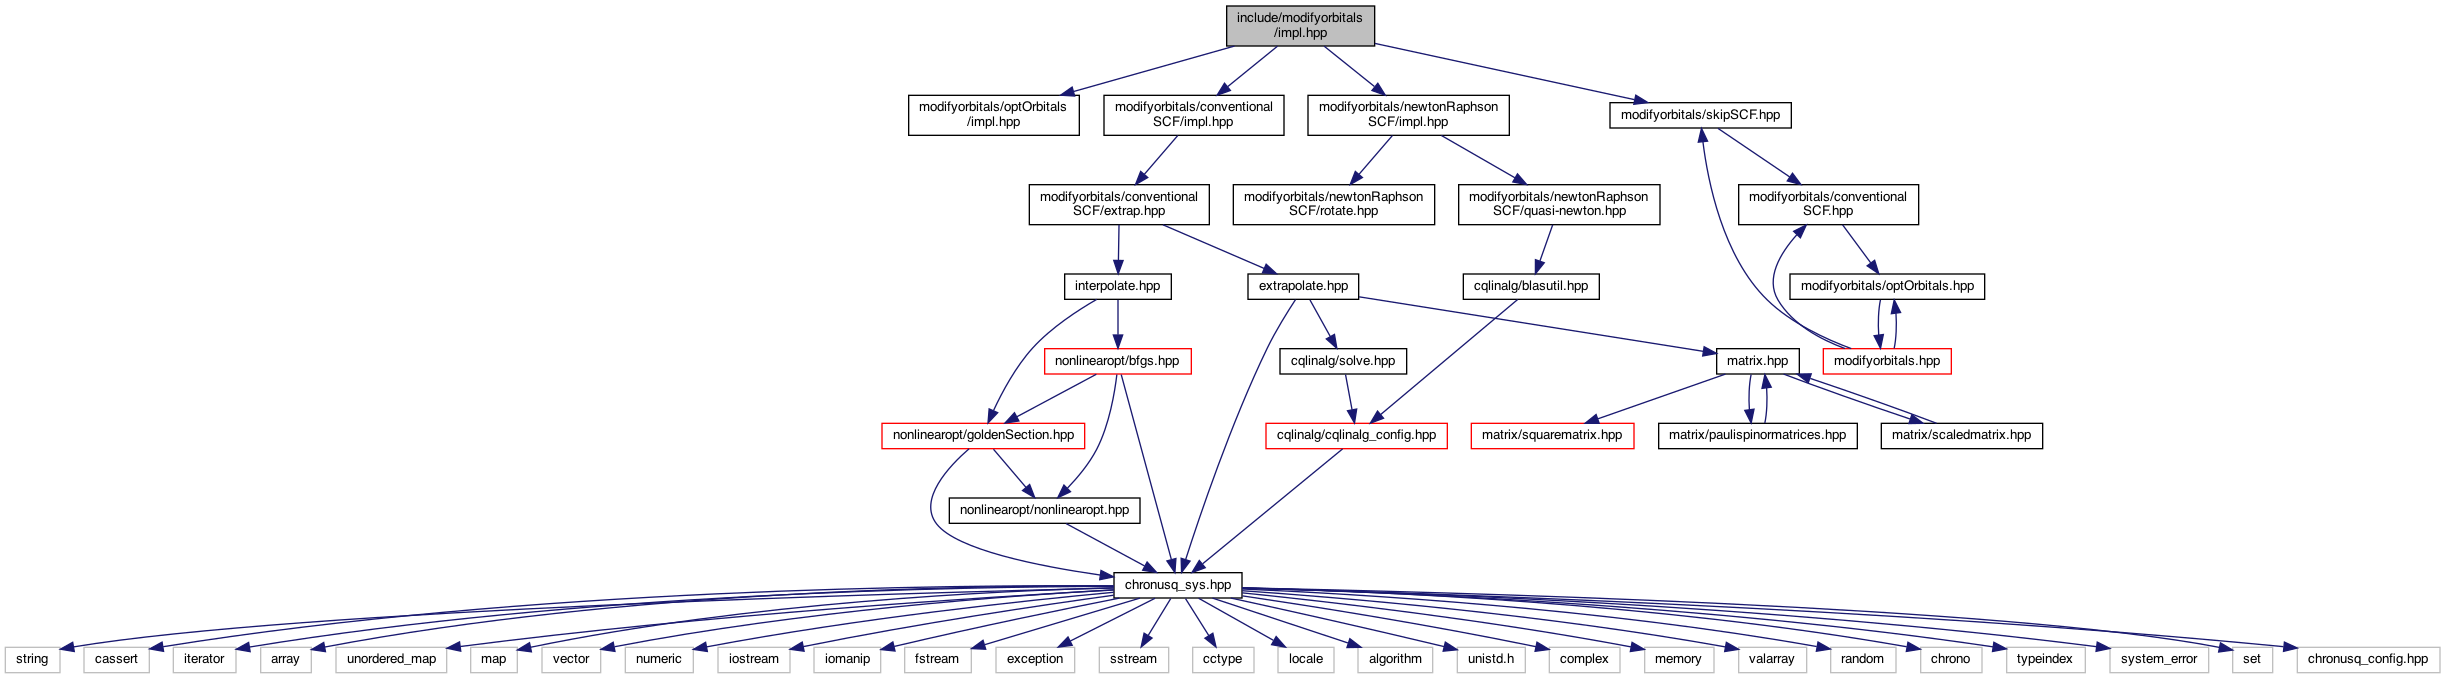 include/modifyorbitals
/impl.hpp
modifyorbitals/optOrbitals
/impl.hpp
modifyorbitals/conventional
SCF/impl.hpp
modifyorbitals/newtonRaphson
SCF/impl.hpp
modifyorbitals/skipSCF.hpp
modifyorbitals/conventional
SCF/extrap.hpp
modifyorbitals/newtonRaphson
SCF/rotate.hpp
modifyorbitals/newtonRaphson
SCF/quasi-newton.hpp
modifyorbitals/conventional
SCF.hpp
interpolate.hpp
extrapolate.hpp
cqlinalg/blasutil.hpp
modifyorbitals/optOrbitals.hpp
nonlinearopt/bfgs.hpp
cqlinalg/solve.hpp
matrix.hpp
modifyorbitals.hpp
nonlinearopt/goldenSection.hpp
cqlinalg/cqlinalg_config.hpp
matrix/squarematrix.hpp
matrix/paulispinormatrices.hpp
matrix/scaledmatrix.hpp
nonlinearopt/nonlinearopt.hpp
chronusq_sys.hpp
string
cassert
iterator
array
unordered_map
map
vector
numeric
iostream
iomanip
fstream
exception
sstream
cctype
locale
algorithm
unistd.h
complex
memory
valarray
random
chrono
typeindex
system_error
set
chronusq_config.hpp